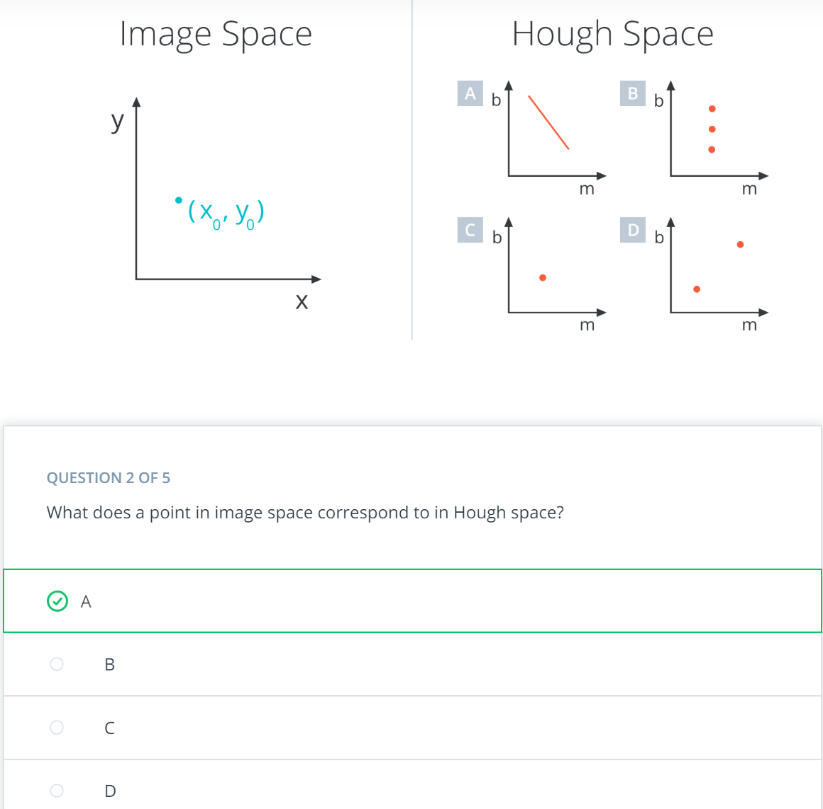 Image Space
Hough Space
y
(x₀, y₀)
x
A
b
m
B
b
m
C
b
m
D
b
m
QUESTION 2 OF 5
What does a point in image space correspond to in Hough space?
A
B
C
D